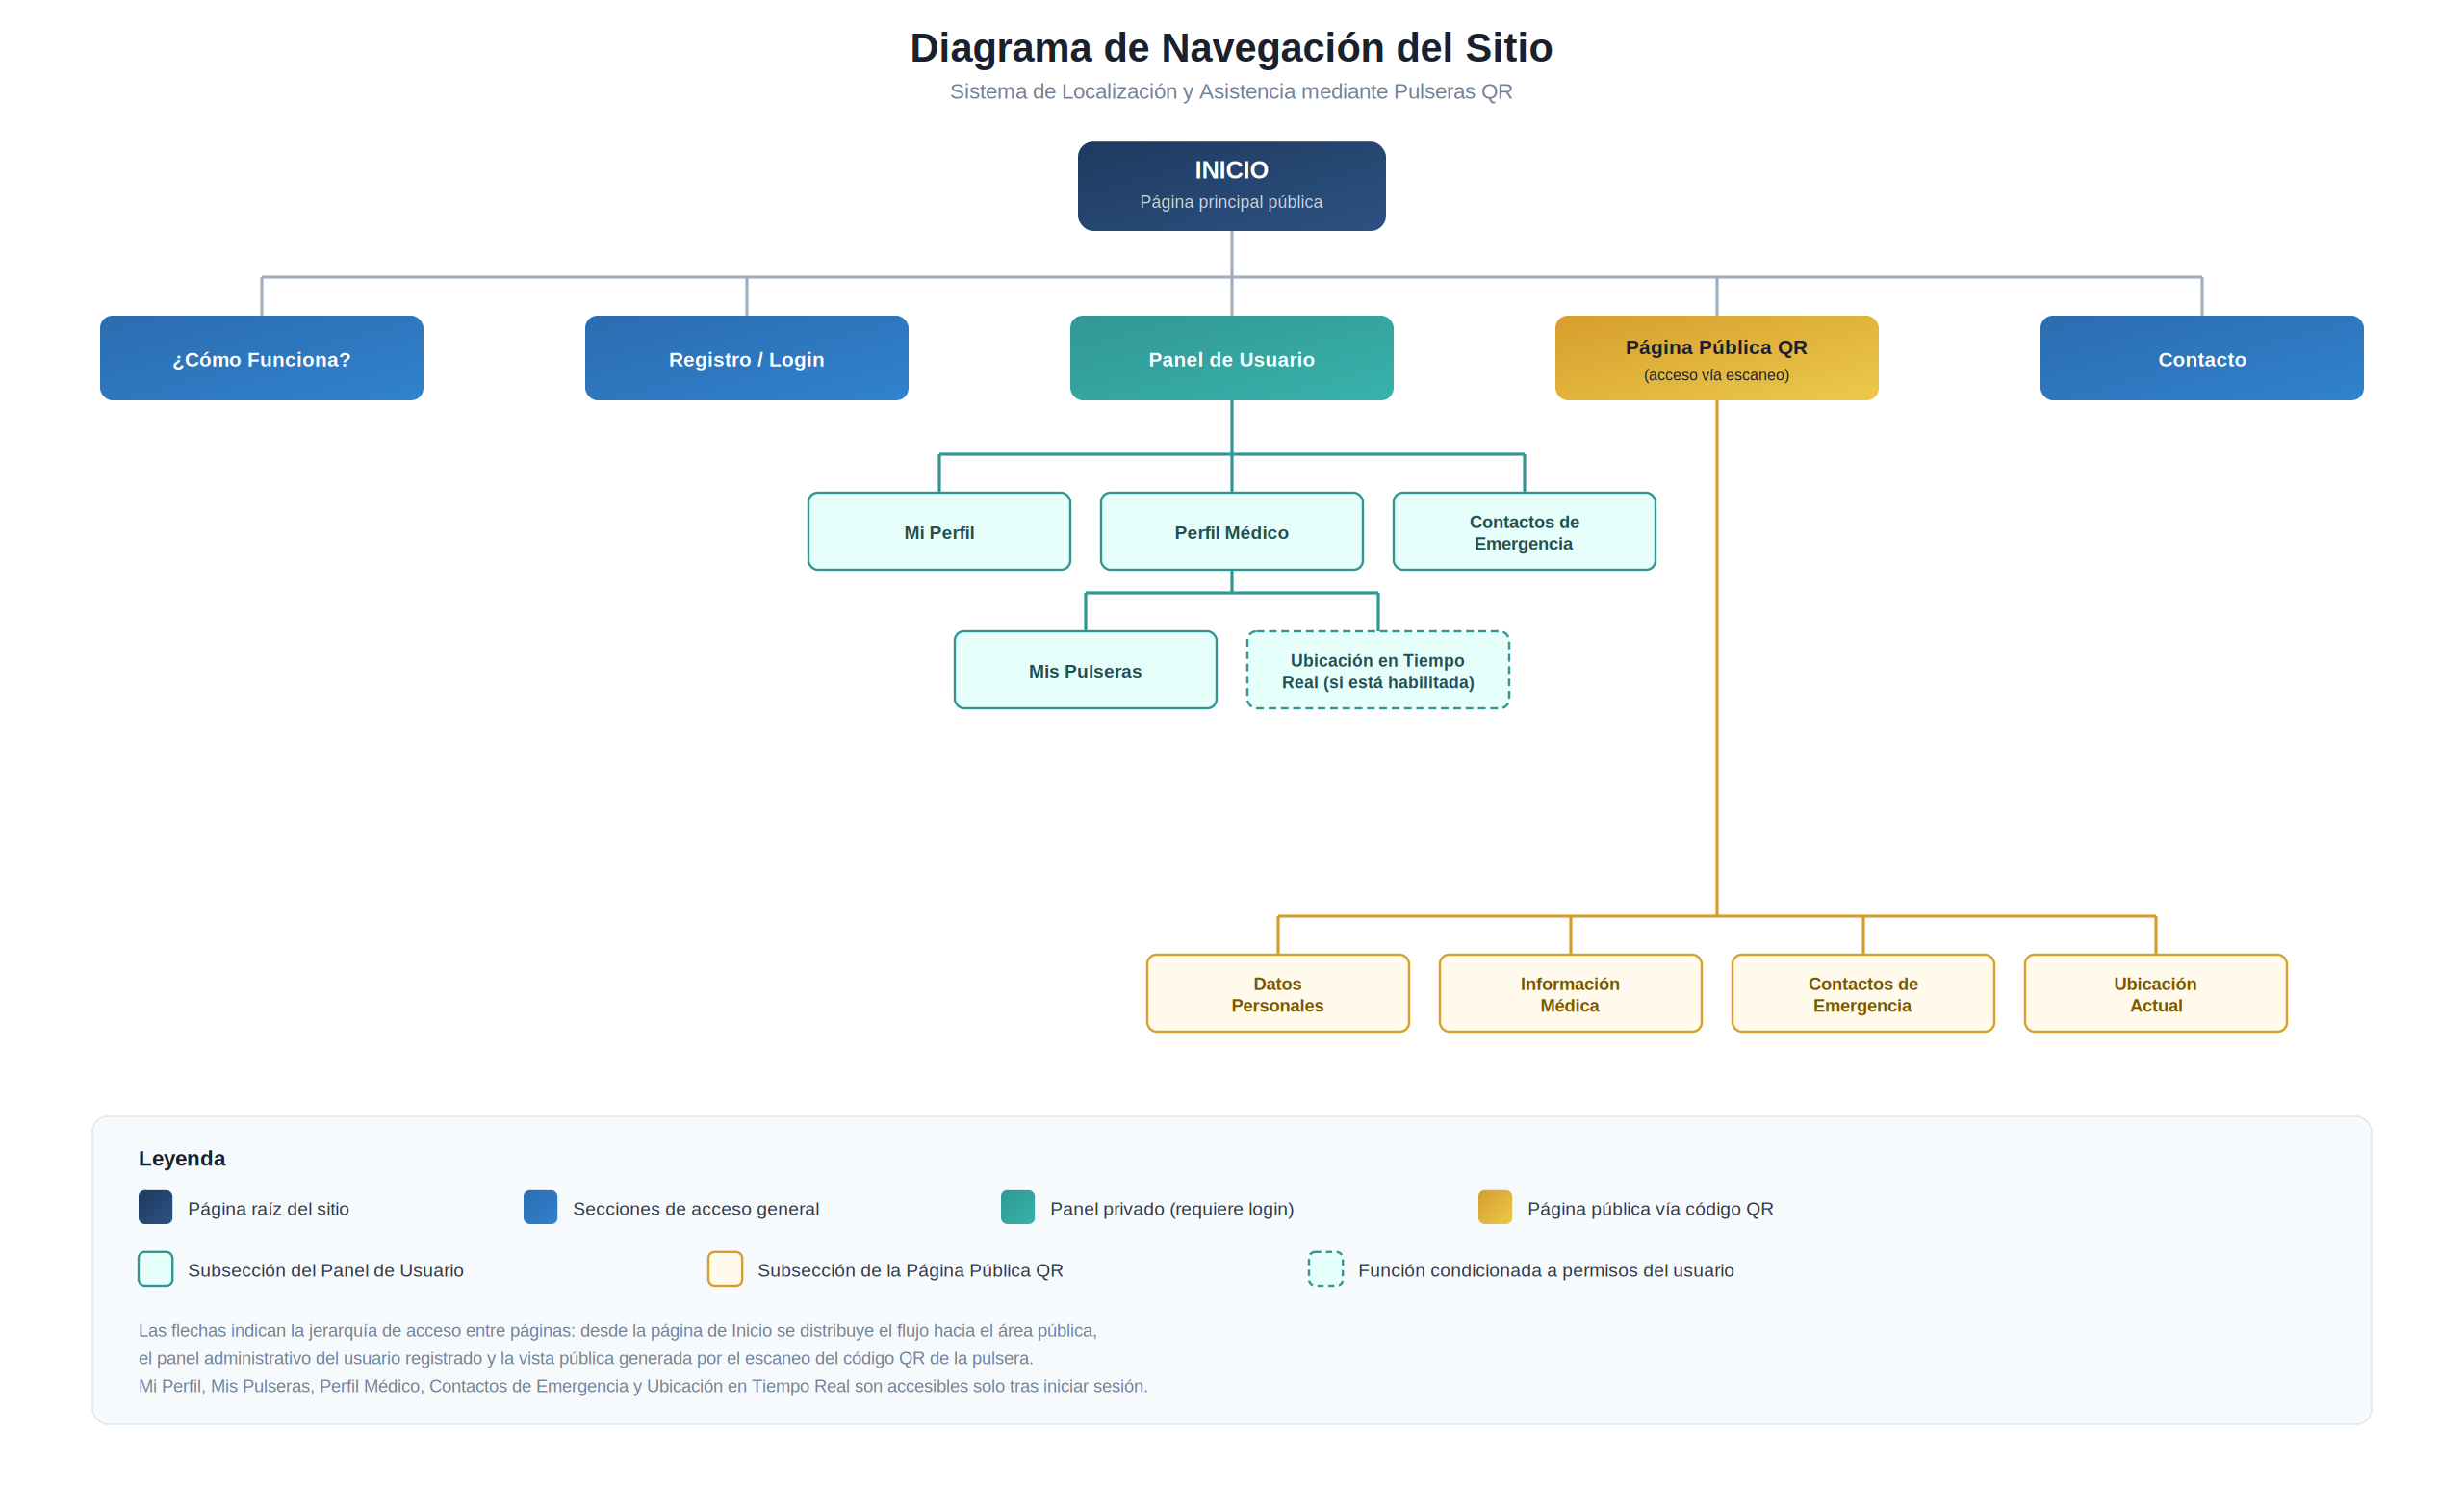 Diagrama de Navegación del Sitio
Sistema de Localización y Asistencia mediante Pulseras QR
INICIO
Página principal pública
¿Cómo Funciona?
Registro / Login
Panel de Usuario
Página Pública QR
(acceso vía escaneo)
Contacto
Mi Perfil
Perfil Médico
Contactos de
Emergencia
Mis Pulseras
Ubicación en Tiempo
Real (si está habilitada)
Datos
Personales
Información
Médica
Contactos de
Emergencia
Ubicación
Actual
Leyenda
Página raíz del sitio
Secciones de acceso general
Panel privado (requiere login)
Página pública vía código QR
Subsección del Panel de Usuario
Subsección de la Página Pública QR
Función condicionada a permisos del usuario
Las flechas indican la jerarquía de acceso entre páginas: desde la página de Inicio se distribuye el flujo hacia el área pública,
el panel administrativo del usuario registrado y la vista pública generada por el escaneo del código QR de la pulsera.
Mi Perfil, Mis Pulseras, Perfil Médico, Contactos de Emergencia y Ubicación en Tiempo Real son accesibles solo tras iniciar sesión.